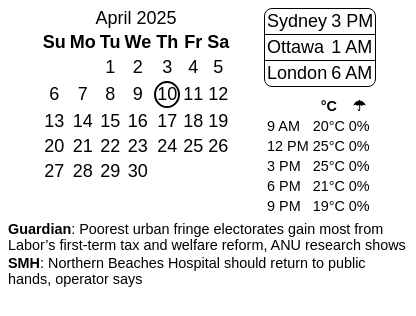 April 2025
Su Mo Tu We Th Fr Sa
1 2 3 4 5
6 7 8 9 10 11 12
13 14 15 16 17 18 19
20 21 22 23 24 25 26
27 28 29 30
Sydney 3 PM
Ottawa 1 AM
London 6 AM
°C ☂
9 AM 20°C 0%
12 PM 25°C 0%
3 PM 25°C 0%
6 PM 21°C 0%
9 PM 19°C 0%
Guardian: Poorest urban fringe electorates gain most from
Labor’s first-term tax and welfare reform, ANU research shows
SMH: Northern Beaches Hospital should return to public
hands, operator says